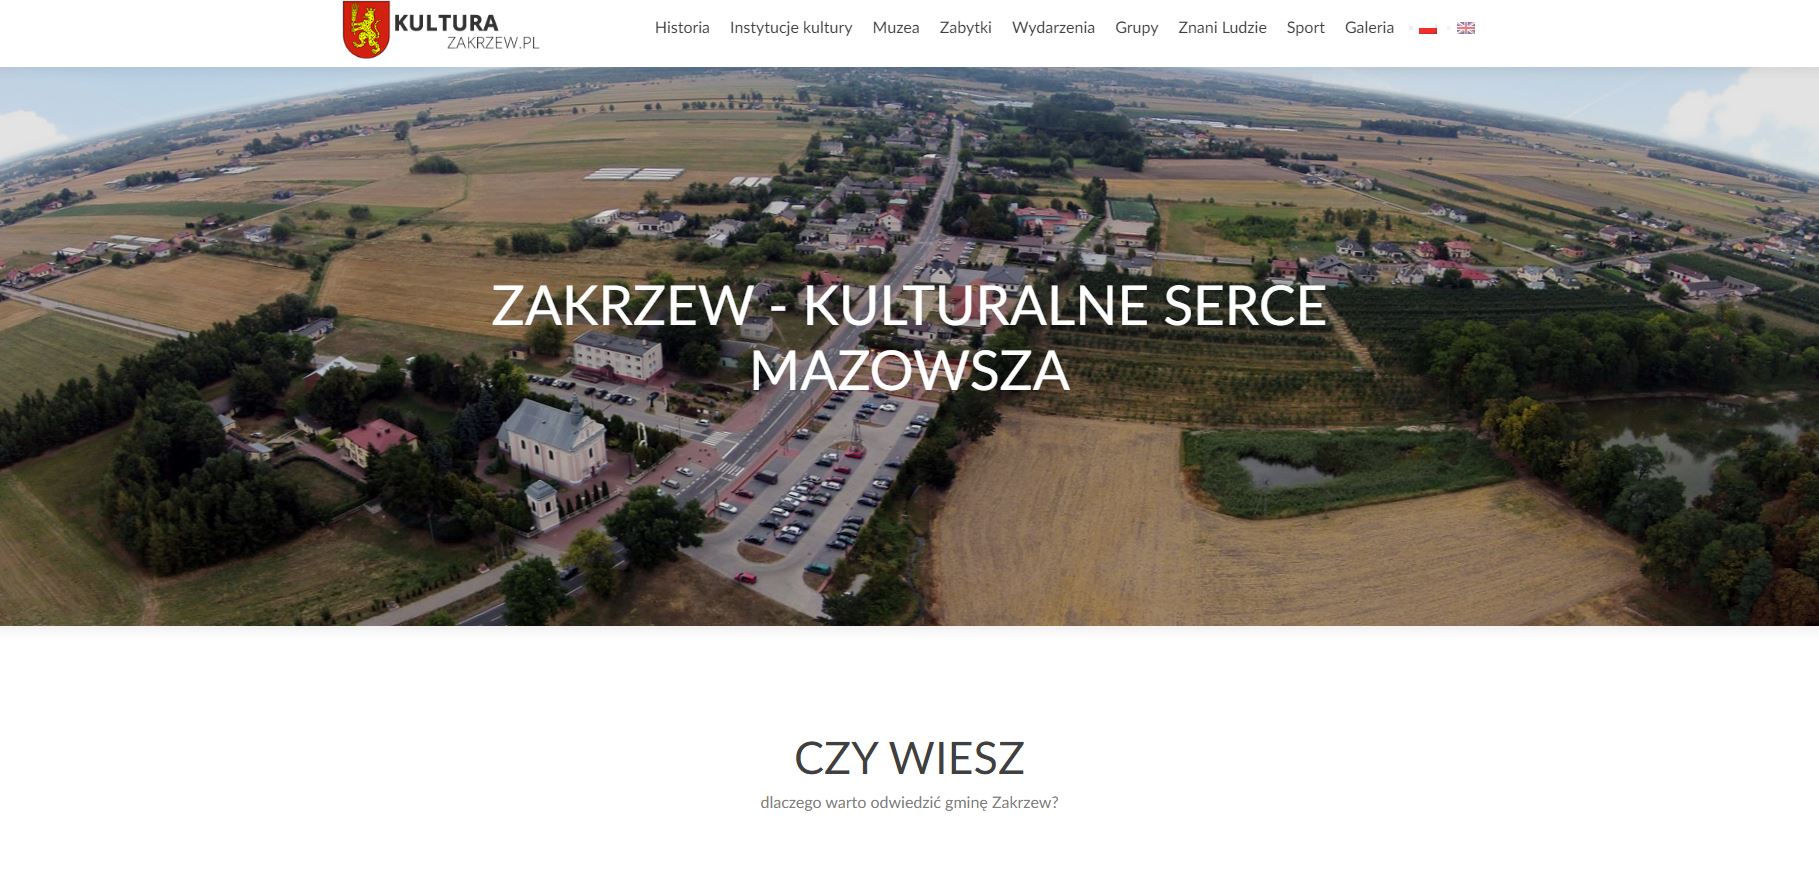 KULTURA
ZAKRZEW.PL
Historia Instytucje kultury Muzea Zabytki Wydarzenia Grupy Znani Ludzie Sport Galeria
ZAKRZEW - KULTURALNE SERCE
MAZOWSZA
CZY WIESZ
dlaczego warto odwiedzić gminę Zakrzew?